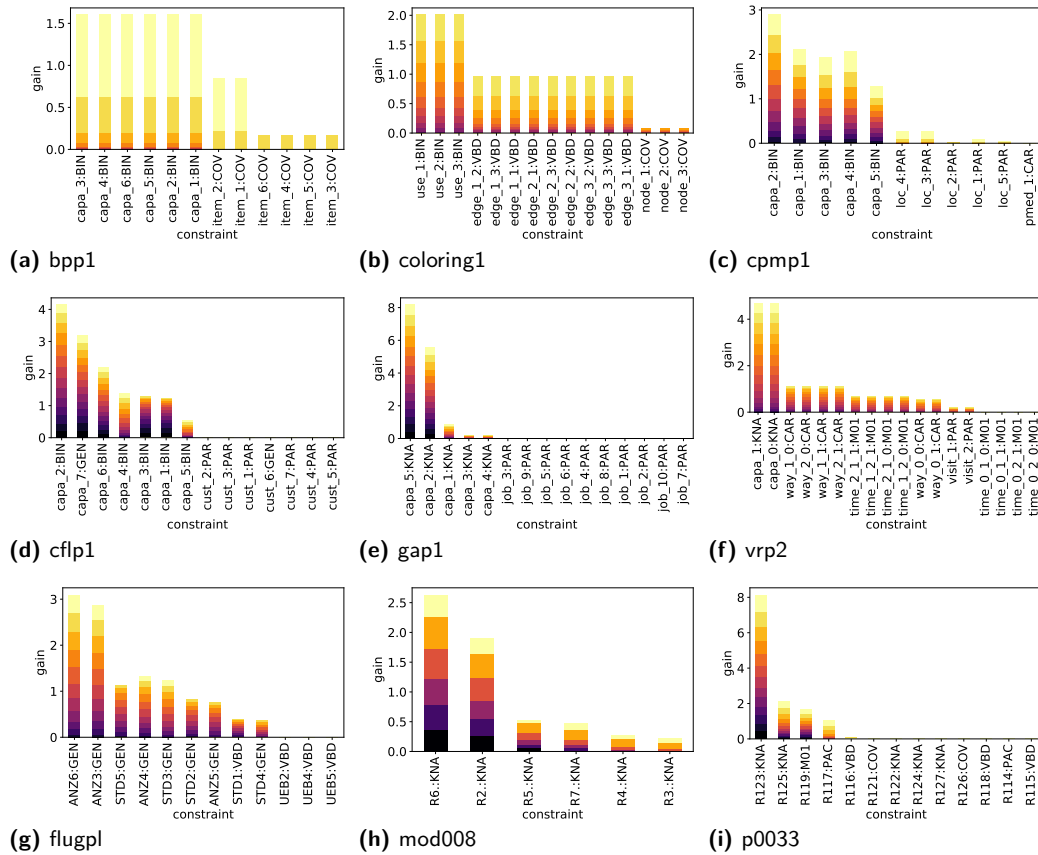 gain
1.5
1.0
0.5
0.0
capa_3:BIN
capa_4:BIN
capa_6:BIN
capa_5:BIN
capa_2:BIN
capa_1:BIN
item_2:COV
item_1:COV
item_6:COV
item_4:COV
item_5:COV
item_3:COV
constraint
(a) bpp1
gain
2.0
1.5
1.0
0.5
0.0
use_1:BIN
use_2:BIN
use_3:BIN
edge_1_2:VBD
edge_1_3:VBD
edge_1_1:VBD
edge_2_1:VBD
edge_2_3:VBD
edge_2_2:VBD
edge_3_3:VBD
edge_3_2:VBD
edge_3_1:VBD
node_1:COV
node_2:COV
node_3:COV
constraint
(b) coloring1
gain
3
2
1
0
capa_2:BIN
capa_1:BIN
capa_3:BIN
capa_4:BIN
capa_5:BIN
loc_4:PAR
loc_3:PAR
loc_2:PAR
loc_1:PAR
loc_5:PAR
pmed_1:CAR
constraint
(c) cpmp1
gain
4
3
2
1
0
capa_2:BIN
capa_7:GEN
capa_6:BIN
capa_4:BIN
capa_3:BIN
capa_1:BIN
capa_5:BIN
cust_2:PAR
cust_3:PAR
cust_1:PAR
cust_6:GEN
cust_7:PAR
cust_4:PAR
cust_5:PAR
constraint
(d) cflp1
gain
8
6
4
2
0
capa_5:KNA
capa_2:KNA
capa_1:KNA
capa_3:KNA
capa_4:KNA
job_3:PAR
job_9:PAR
job_5:PAR
job_6:PAR
job_4:PAR
job_8:PAR
job_1:PAR
job_2:PAR
job_10:PAR
job_7:PAR
constraint
(e) gap1
gain
4
2
0
capa_1:KNA
capa_0:KNA
way_1_0:CAR
way_2_0:CAR
way_1_1:CAR
way_2_1:CAR
time_2_1_1:M01
time_1_2_1:M01
time_2_1_0:M01
time_1_2_0:M01
way_0_0:CAR
way_0_1:CAR
visit_1:PAR
visit_2:PAR
time_0_1_0:M01
time_0_1_1:M01
time_0_2_1:M01
time_0_2_0:M01
constraint
(f) vrp2
gain
3
2
1
0
ANZ6:GEN
ANZ3:GEN
STD5:GEN
ANZ4:GEN
STD3:GEN
STD2:GEN
ANZ5:GEN
STD1:VBD
STD4:GEN
UEB2:VBD
UEB4:VBD
UEB5:VBD
constraint
(g) flugpl
gain
2.5
2.0
1.5
1.0
0.5
0.0
R6.:KNA
R2.:KNA
R5.:KNA
R7.:KNA
R4.:KNA
R3.:KNA
constraint
(h) mod008
gain
8
6
4
2
0
R123:KNA
R125:KNA
R119:M01
R117:PAC
R116:VBD
R121:COV
R122:KNA
R124:KNA
R127:KNA
R126:COV
R118:VBD
R114:PAC
R115:VBD
constraint
(i) p0033